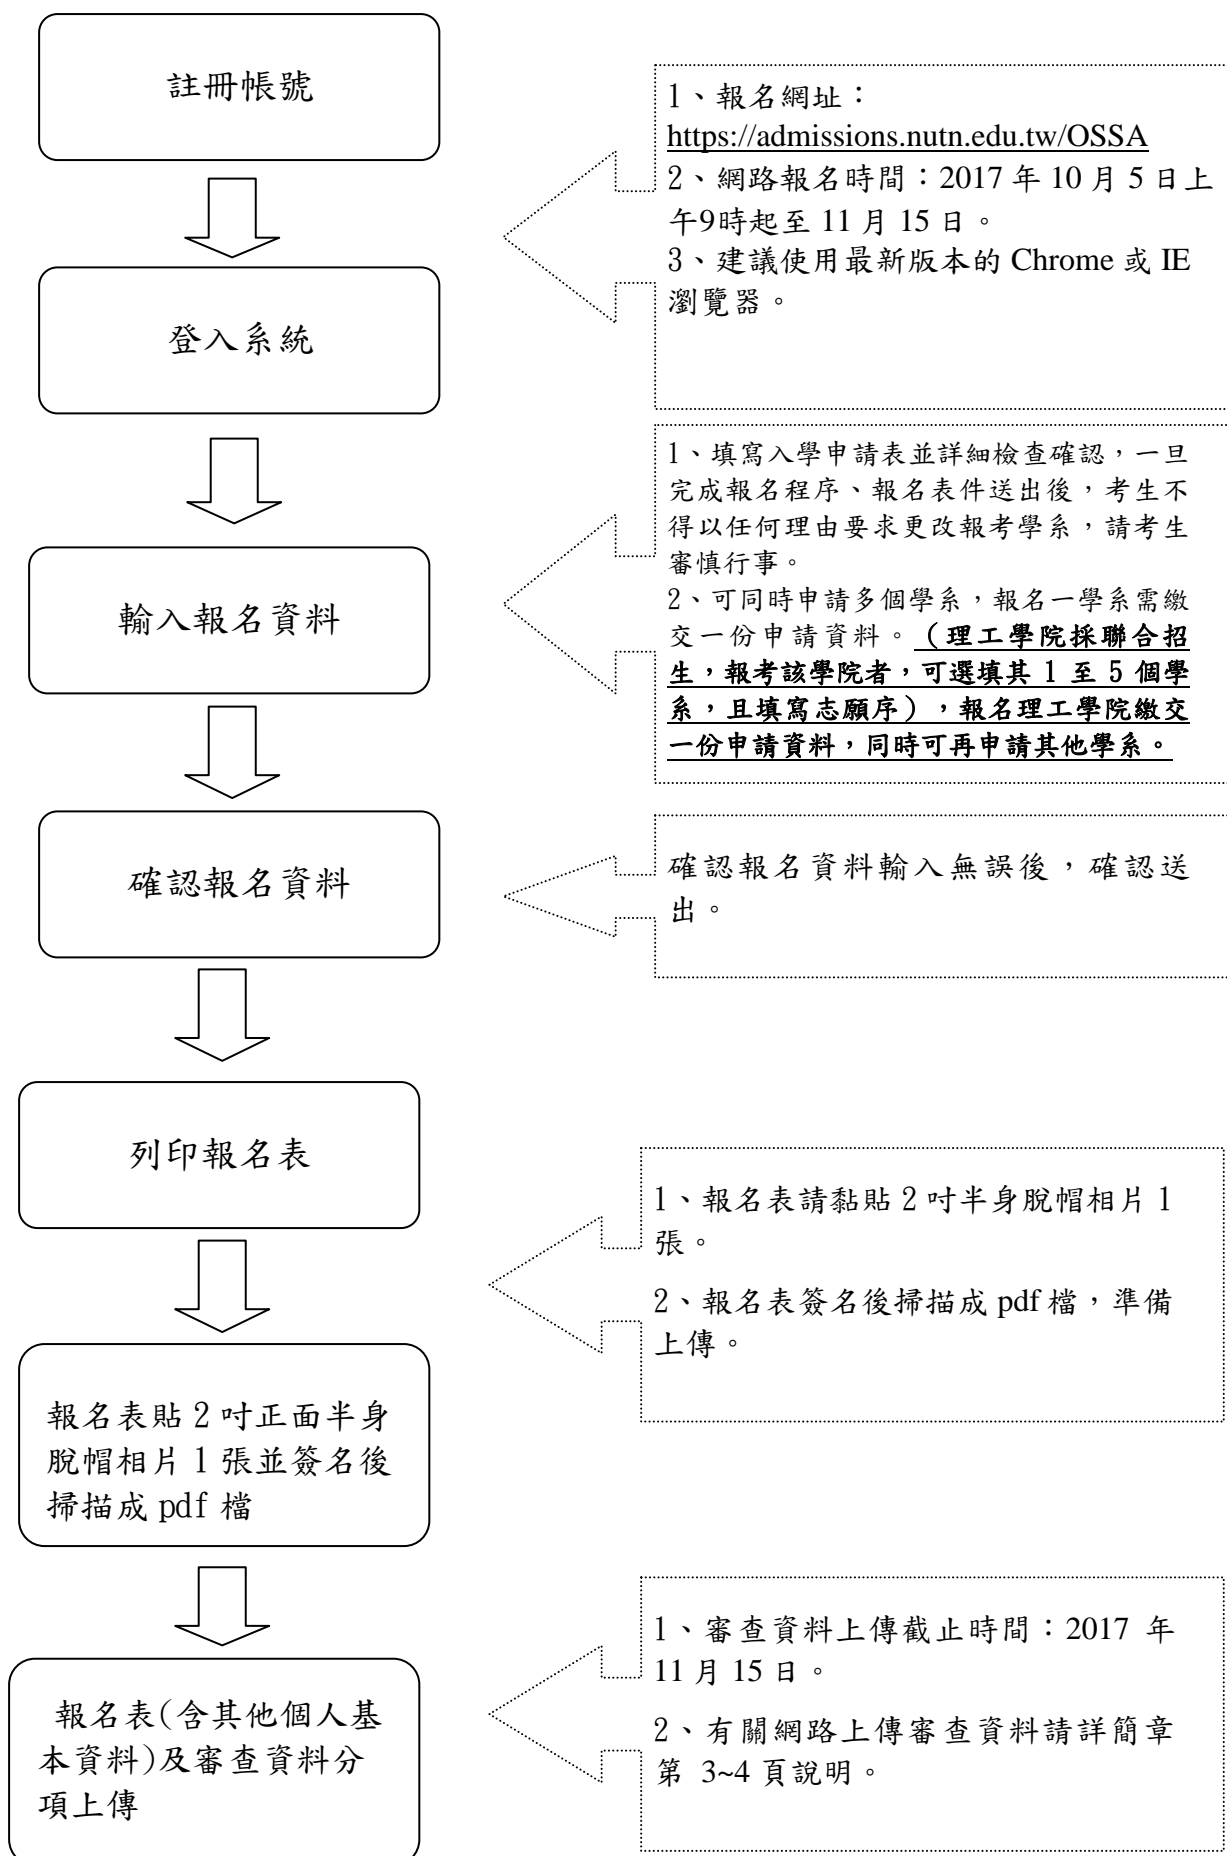 註冊帳號
1、報名網址：
https://admissions.nutn.edu.tw/OSSA
2、網路報名時間：2017 年 10 月 5 日上
午9時起至 11 月 15 日。
3、建議使用最新版本的 Chrome 或 IE
瀏覽器。
登入系統
1、填寫入學申請表並詳細檢查確認，一旦
完成報名程序、報名表件送出後，考生不
得以任何理由要求更改報考學系，請考生
審慎行事。
2、可同時申請多個學系，報名一學系需繳
交一份申請資料。（理工學院採聯合招
生，報考該學院者，可選填其 1 至 5 個學
系，且填寫志願序），報名理工學院繳交
一份申請資料，同時可再申請其他學系。
輸入報名資料
確認報名資料
確認報名資料輸入無誤後，確認送
出。
列印報名表
1、報名表請黏貼 2 吋半身脫帽相片 1
張。
2、報名表簽名後掃描成 pdf 檔，準備
上傳。
報名表貼 2 吋正面半身
脫帽相片 1 張並簽名後
掃描成 pdf 檔
1、審查資料上傳截止時間：2017 年
11 月 15 日。
2、有關網路上傳審查資料請詳簡章
第 3~4 頁說明。
報名表(含其他個人基
本資料)及審查資料分
項上傳